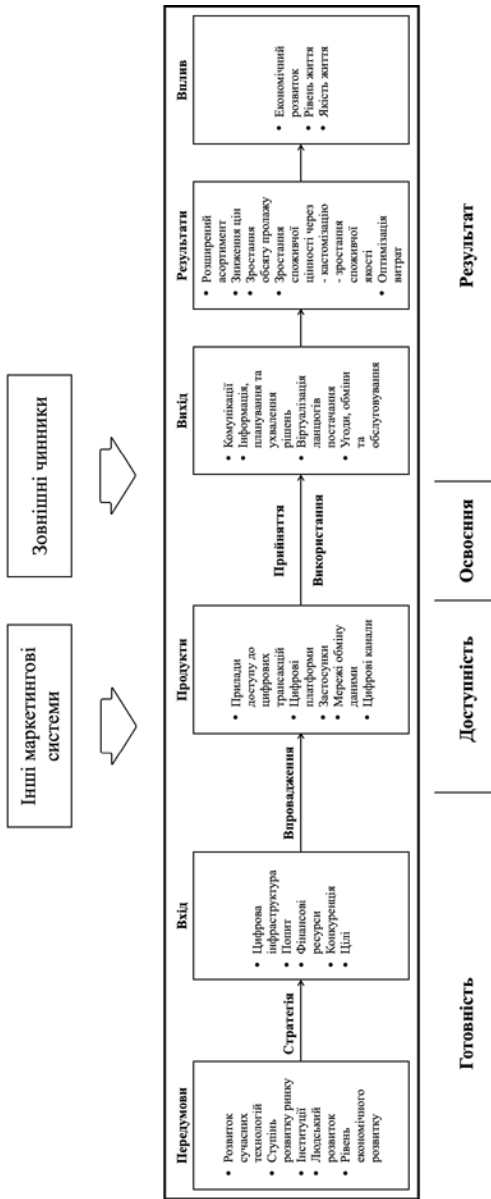 Інші маркетингові
системи
Зовнішні чинники
Передумови
• Розвиток
сучасних
технологій
• Ступінь
розвитку ринку
• Інституції
• Людський
розвиток
• Рівень
економічного
розвитку
Стратегія
Вхід
• Цифрова
інфраструктура
• Попит
• Фінансові
ресурси
• Конкуренція
• Цілі
Впровадження
Продукти
• Прилади
доступу до
цифрових
трансакцій
• Цифрові
платформи
• Застосунки
• Мережі обміну
даними
• Цифрові канали
Прийняття
Використання
Вихід
• Комунікації
• Інформація,
планування та
ухвалення
рішень
• Віртуалізація
ланцюгів
постачання
• Угоди, обміни
та
обслуговування
Результати
• Розширений
асортимент
• Зниження цін
• Зростання
обсягу продажу
• Зростання
споживчої
цінності через
- кастомізацію
- зростання
споживчої
якості
• Оптимізація
витрат
Вплив
• Економічний
розвиток
• Рівень життя
• Якість життя
Готовність
Доступність
Освоєння
Результат